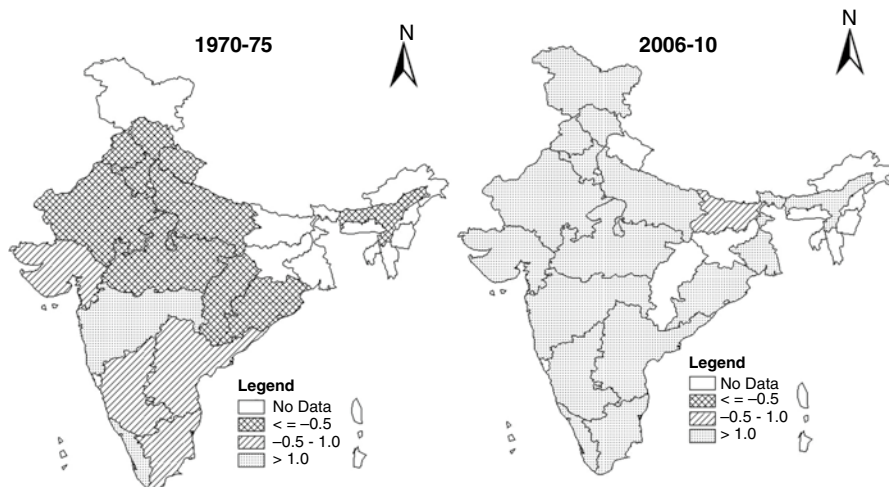 1970-75
N
Legend
No Data
< = –0.5
–0.5 - 1.0
> 1.0
2006-10
N
Legend
No Data
< = –0.5
–0.5 - 1.0
> 1.0